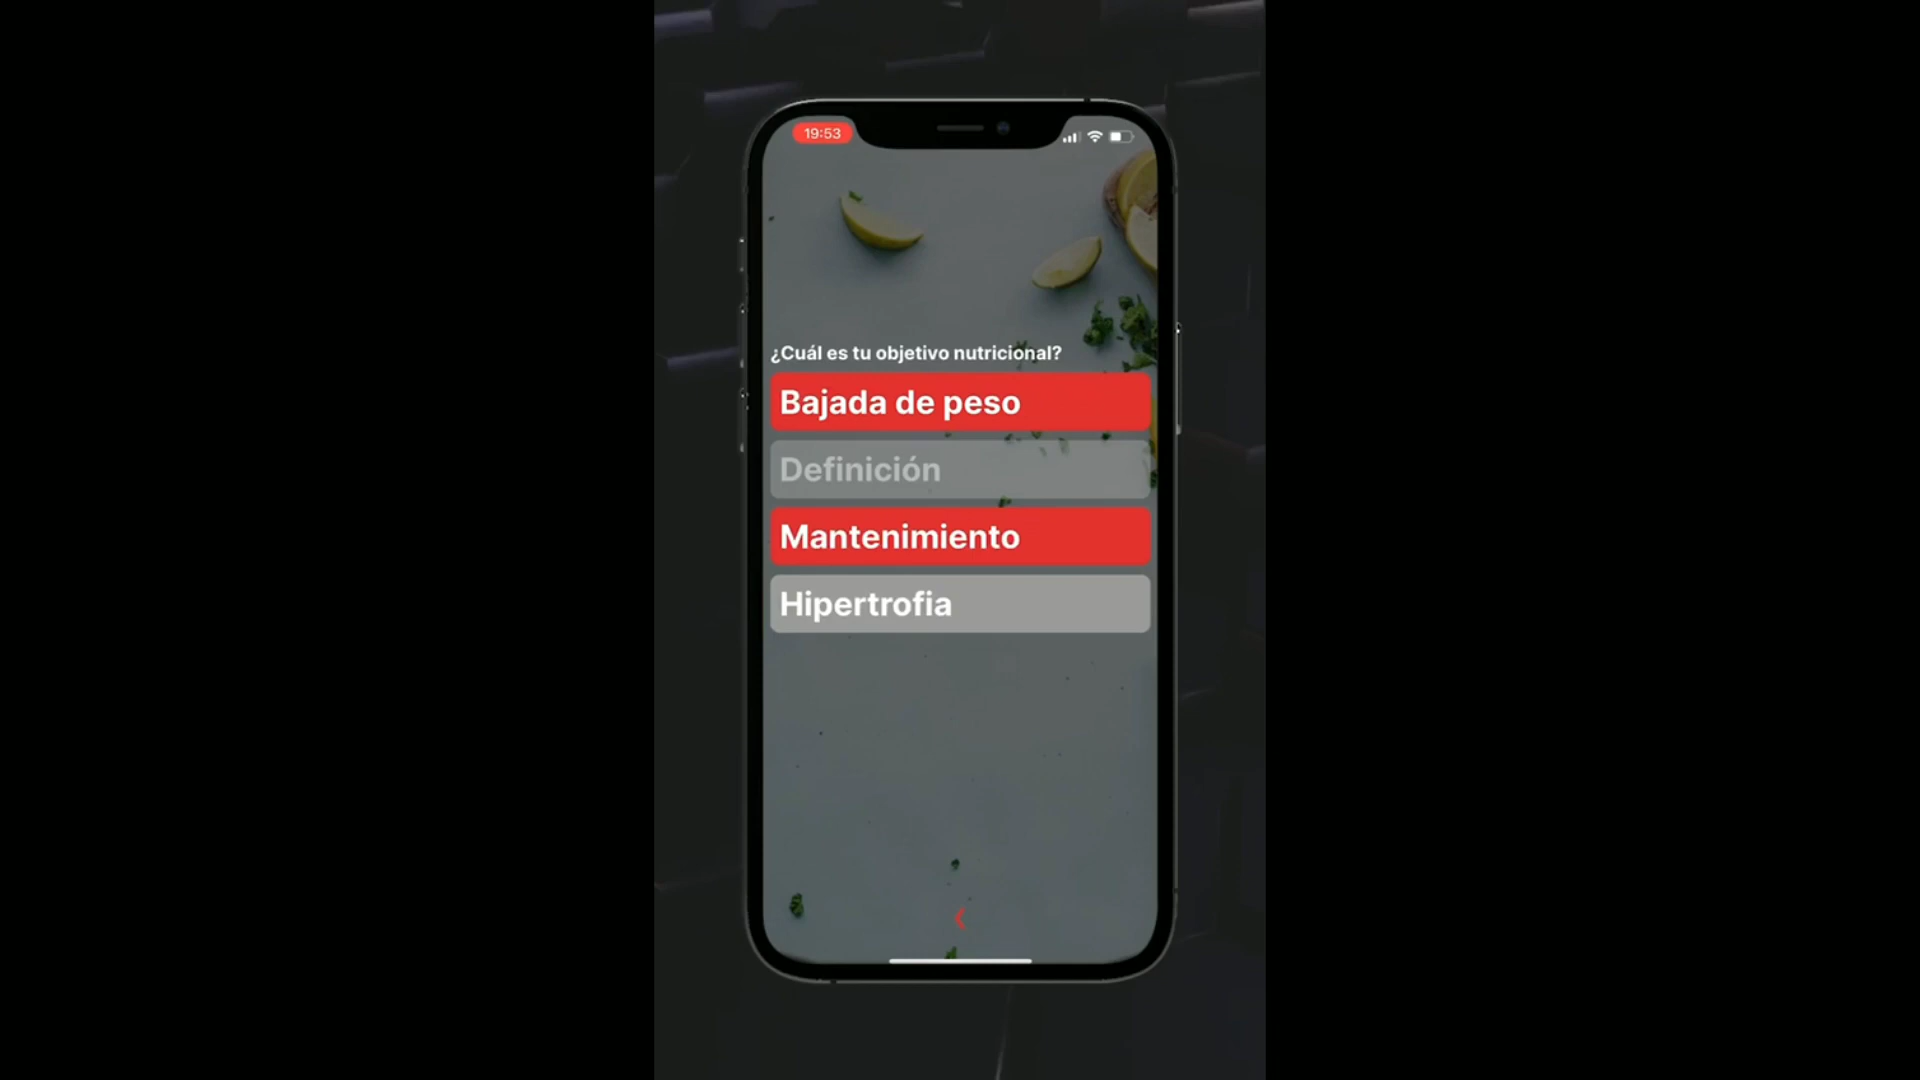 19:53
¿Cuál es tu objetivo nutricional?
Bajada de peso
Definición
Mantenimiento
Hipertrofia